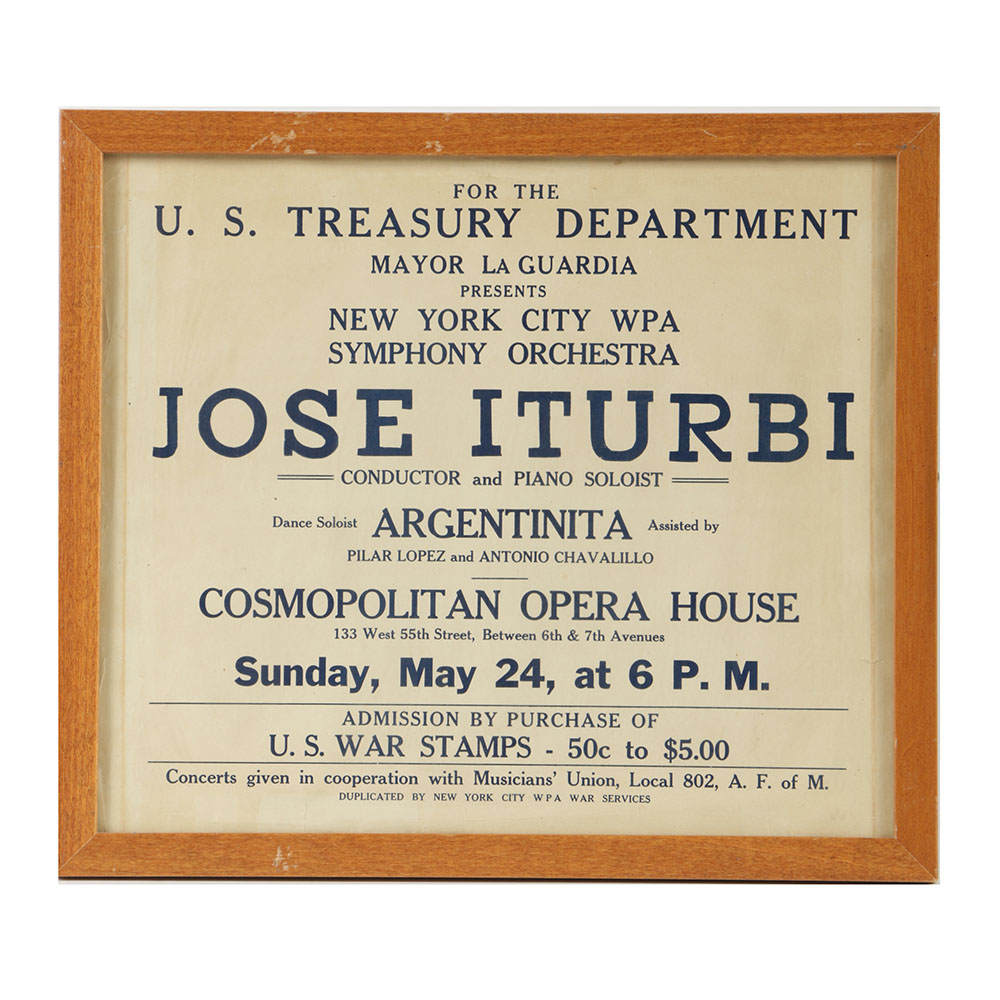 FOR THE
U. S. TREASURY DEPARTMENT
MAYOR LA GUARDIA
PRESENTS
NEW YORK CITY WPA
SYMPHONY ORCHESTRA
JOSE ITURBI
CONDUCTOR and PIANO SOLOIST
Dance Soloist ARGENTINITA Assisted by
PILAR LOPEZ and ANTONIO CHAVALILLO
COSMOPOLITAN OPERA HOUSE
133 West 55th Street, Between 6th & 7th Avenues
Sunday, May 24, at 6 P. M.
ADMISSION BY PURCHASE OF
U. S. WAR STAMPS - 50c to $5.00
Concerts given in cooperation with Musicians' Union, Local 802, A. F. of M.
DUPLICATED BY NEW YORK CITY WPA WAR SERVICES